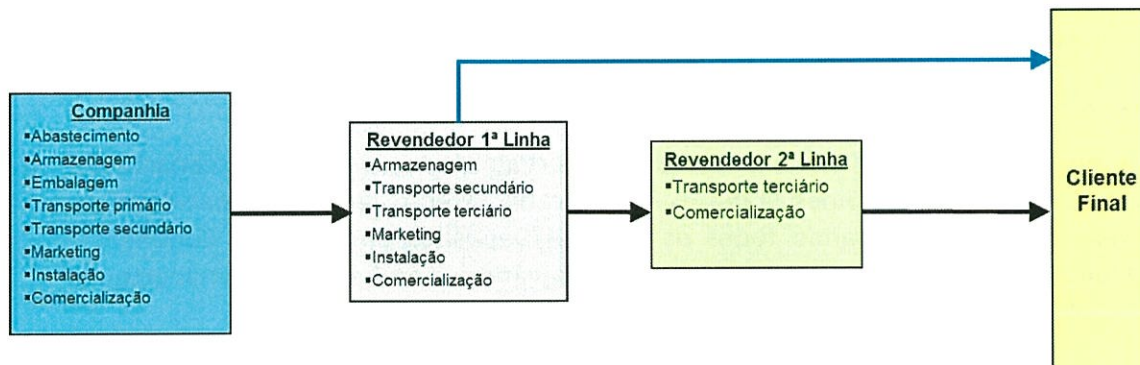 Companhia
▪Abastecimento
▪Armazenagem
▪Embalagem
▪Transporte primário
▪Transporte secundário
▪Marketing
▪Instalação
▪Comercialização
Revendedor 1ª Linha
▪Armazenagem
▪Transporte secundário
▪Transporte terciário
▪Marketing
▪Instalação
▪Comercialização
Revendedor 2ª Linha
▪Transporte terciário
▪Comercialização
Cliente
Final